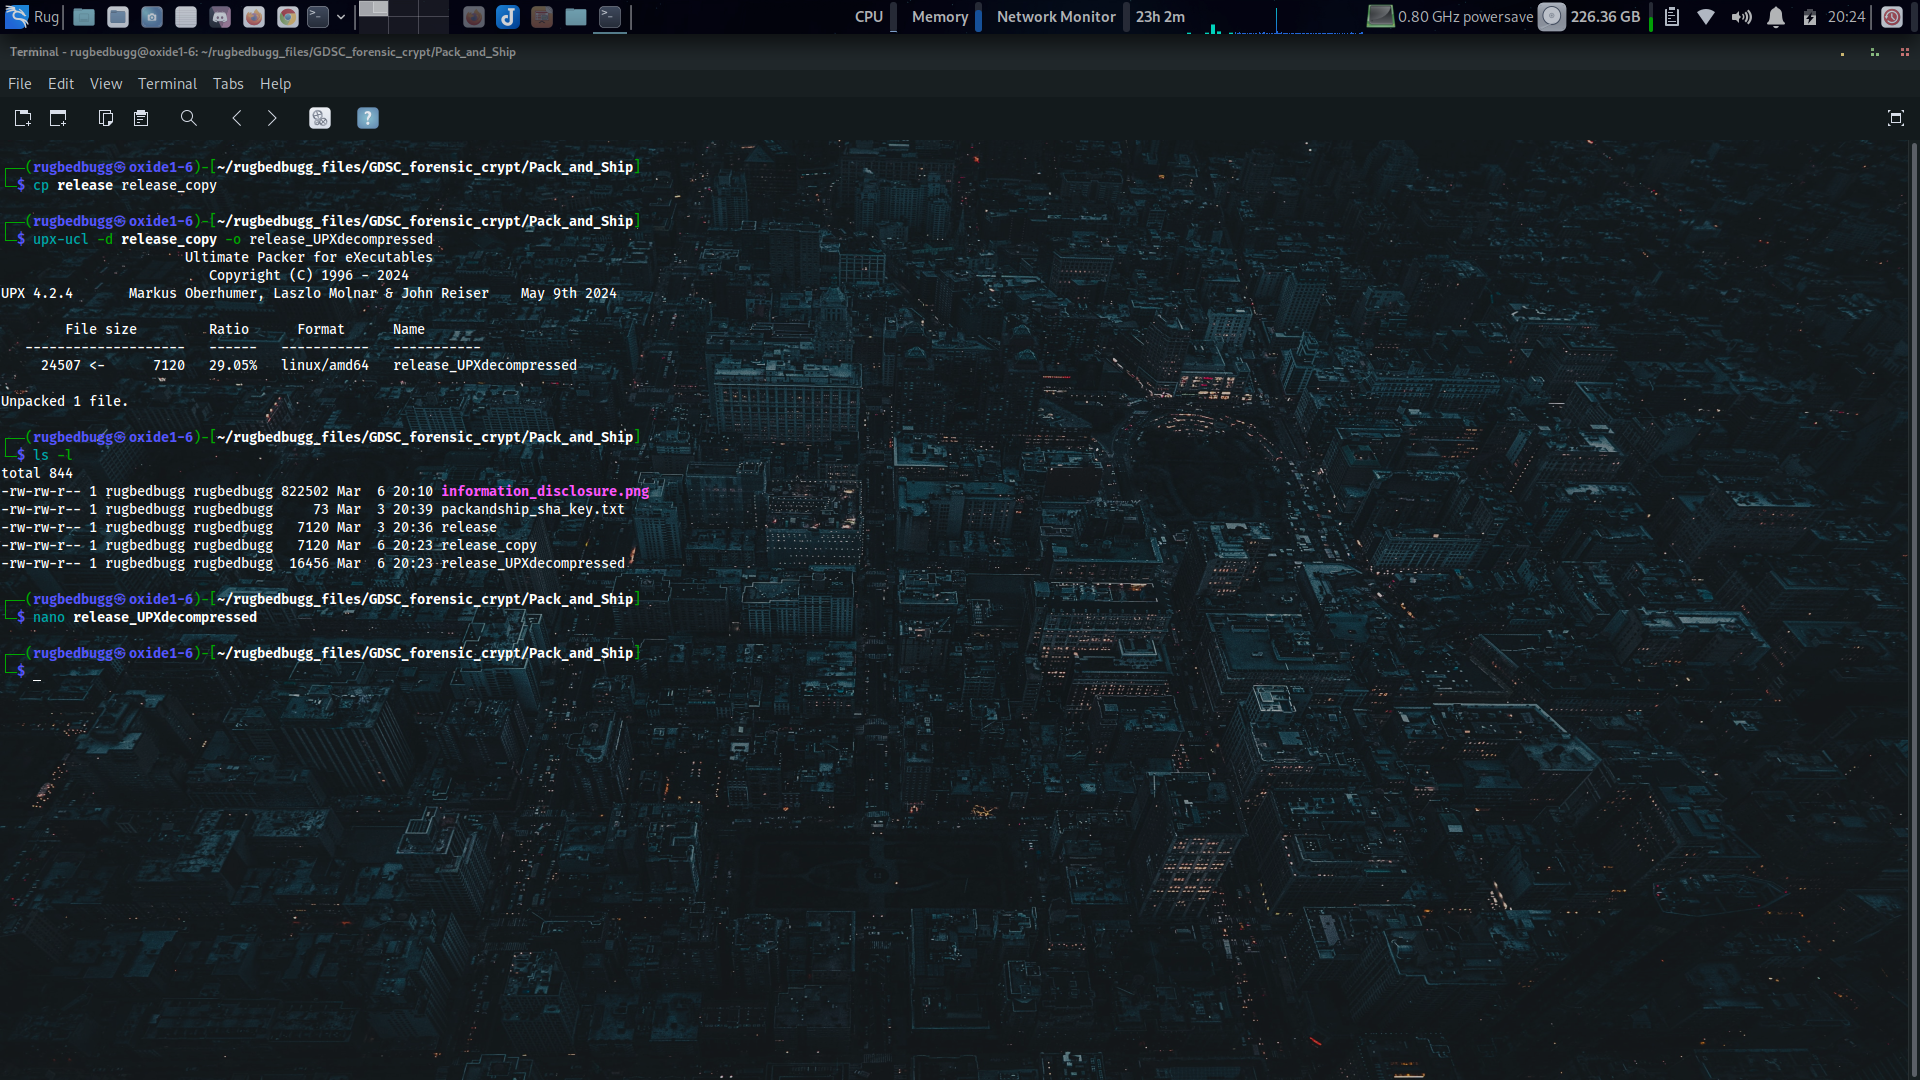 Rug
CPU
Memory
Network Monitor
23h 2m
0.80 GHz powersave
226.36 GB
20:24
Terminal - rugbedbugg@oxide1-6: ~/rugbedbugg_files/GDSC_forensic_crypt/Pack_and_Ship
File Edit View Terminal Tabs Help
┌──(rugbedbugg㉿oxide1-6)-[~/rugbedbugg_files/GDSC_forensic_crypt/Pack_and_Ship]
└─$ cp release release_copy
┌──(rugbedbugg㉿oxide1-6)-[~/rugbedbugg_files/GDSC_forensic_crypt/Pack_and_Ship]
└─$ upx-ucl -d release_copy -o release_UPXdecompressed
Ultimate Packer for eXecutables
Copyright (C) 1996 - 2024
UPX 4.2.4       Markus Oberhumer, Laszlo Molnar & John Reiser    May 9th 2024
File size         Ratio      Format      Name
--------------------   ------   -----------   -----------
24507 <-      7120   29.05%   linux/amd64   release_UPXdecompressed
Unpacked 1 file.
┌──(rugbedbugg㉿oxide1-6)-[~/rugbedbugg_files/GDSC_forensic_crypt/Pack_and_Ship]
└─$ ls -l
total 844
-rw-rw-r-- 1 rugbedbugg rugbedbugg 822502 Mar  6 20:10 information_disclosure.png
-rw-rw-r-- 1 rugbedbugg rugbedbugg     73 Mar  3 20:39 packandship_sha_key.txt
-rw-rw-r-- 1 rugbedbugg rugbedbugg   7120 Mar  3 20:36 release
-rw-rw-r-- 1 rugbedbugg rugbedbugg   7120 Mar  6 20:23 release_copy
-rw-rw-r-- 1 rugbedbugg rugbedbugg  16456 Mar  6 20:23 release_UPXdecompressed
┌──(rugbedbugg㉿oxide1-6)-[~/rugbedbugg_files/GDSC_forensic_crypt/Pack_and_Ship]
└─$ nano release_UPXdecompressed
┌──(rugbedbugg㉿oxide1-6)-[~/rugbedbugg_files/GDSC_forensic_crypt/Pack_and_Ship]
└─$ _